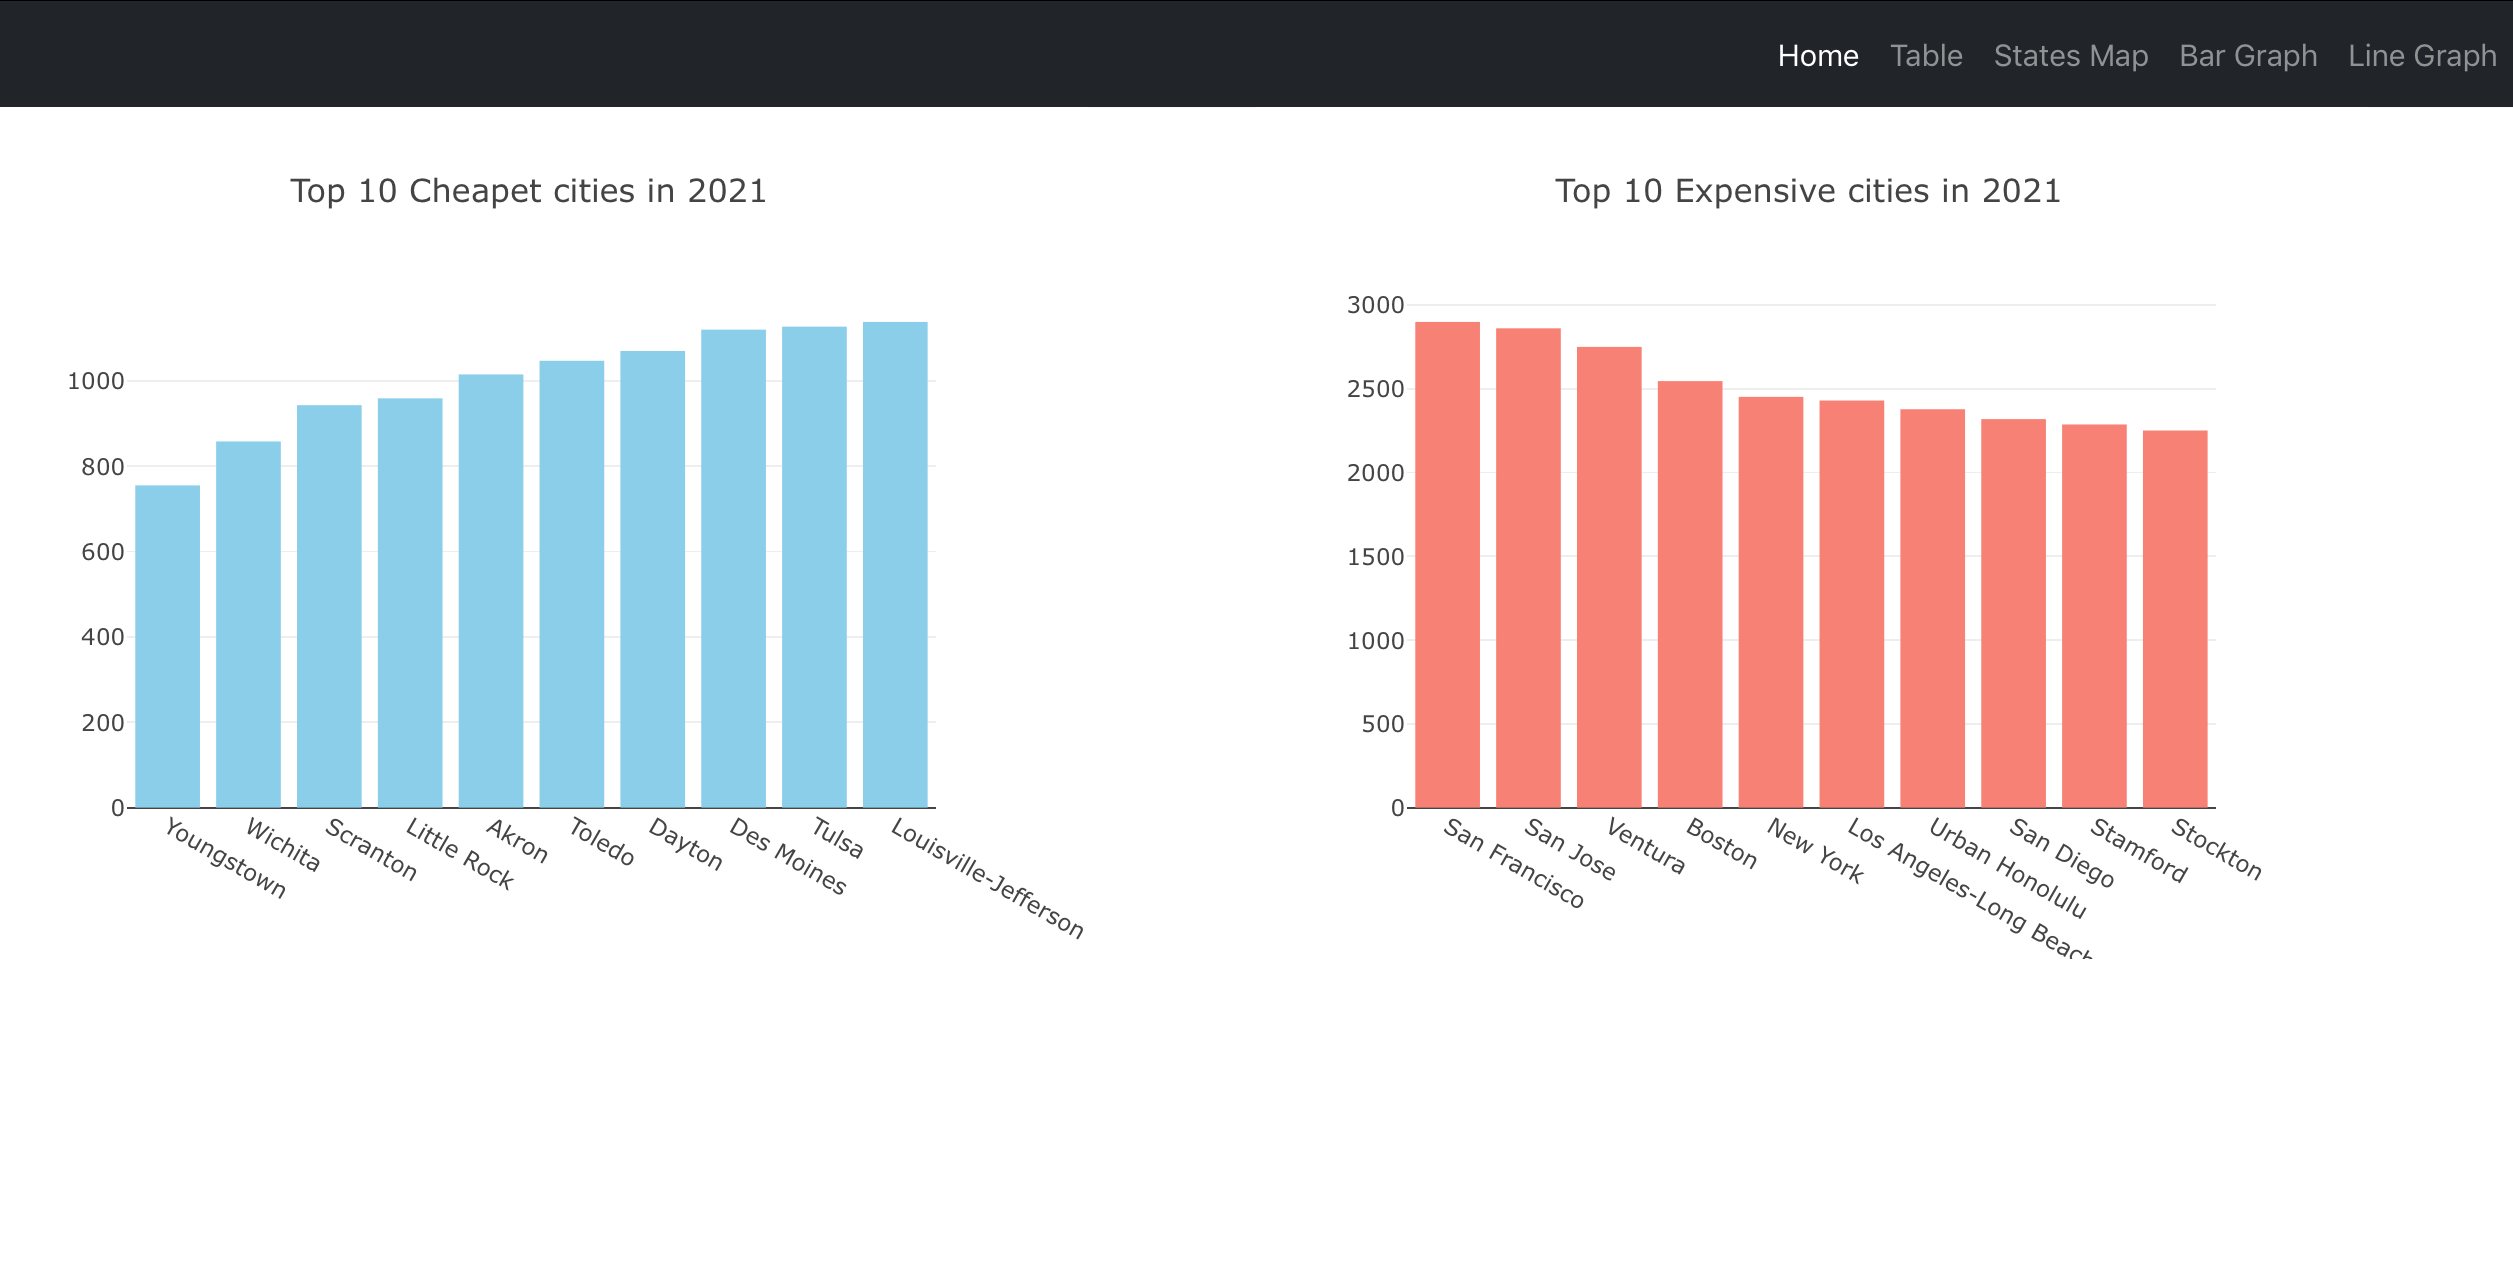 Home Table States Map Bar Graph Line Graph
Top 10 Cheapet cities in 2021
1000
800
600
400
200
0
Youngstown
Wichita
Scranton
Little Rock
Akron
Toledo
Dayton
Des Moines
Tulsa
Louisville-Jefferson
Top 10 Expensive cities in 2021
3000
2500
2000
1500
1000
500
0
San Francisco
San Jose
Ventura
Boston
New York
Los Angeles-Long Beach
Urban Honolulu
San Diego
Stamford
Stockton